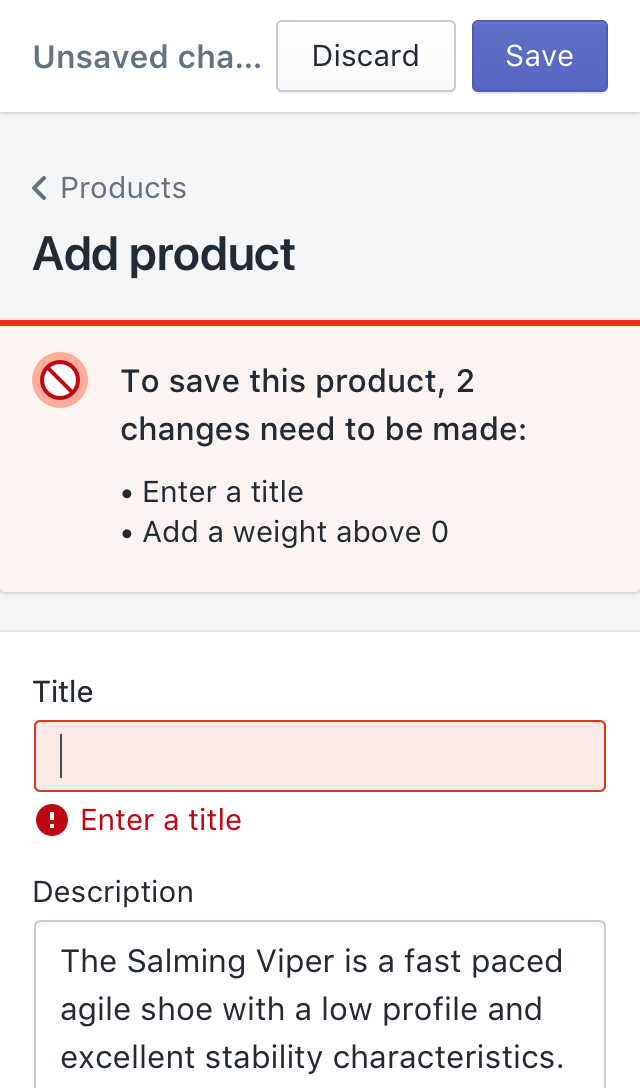 Unsaved cha...
Discard
Save
Products
Add product
To save this product, 2
changes need to be made:
• Enter a title
• Add a weight above 0
Title
Enter a title
Description
The Salming Viper is a fast paced
agile shoe with a low profile and
excellent stability characteristics.